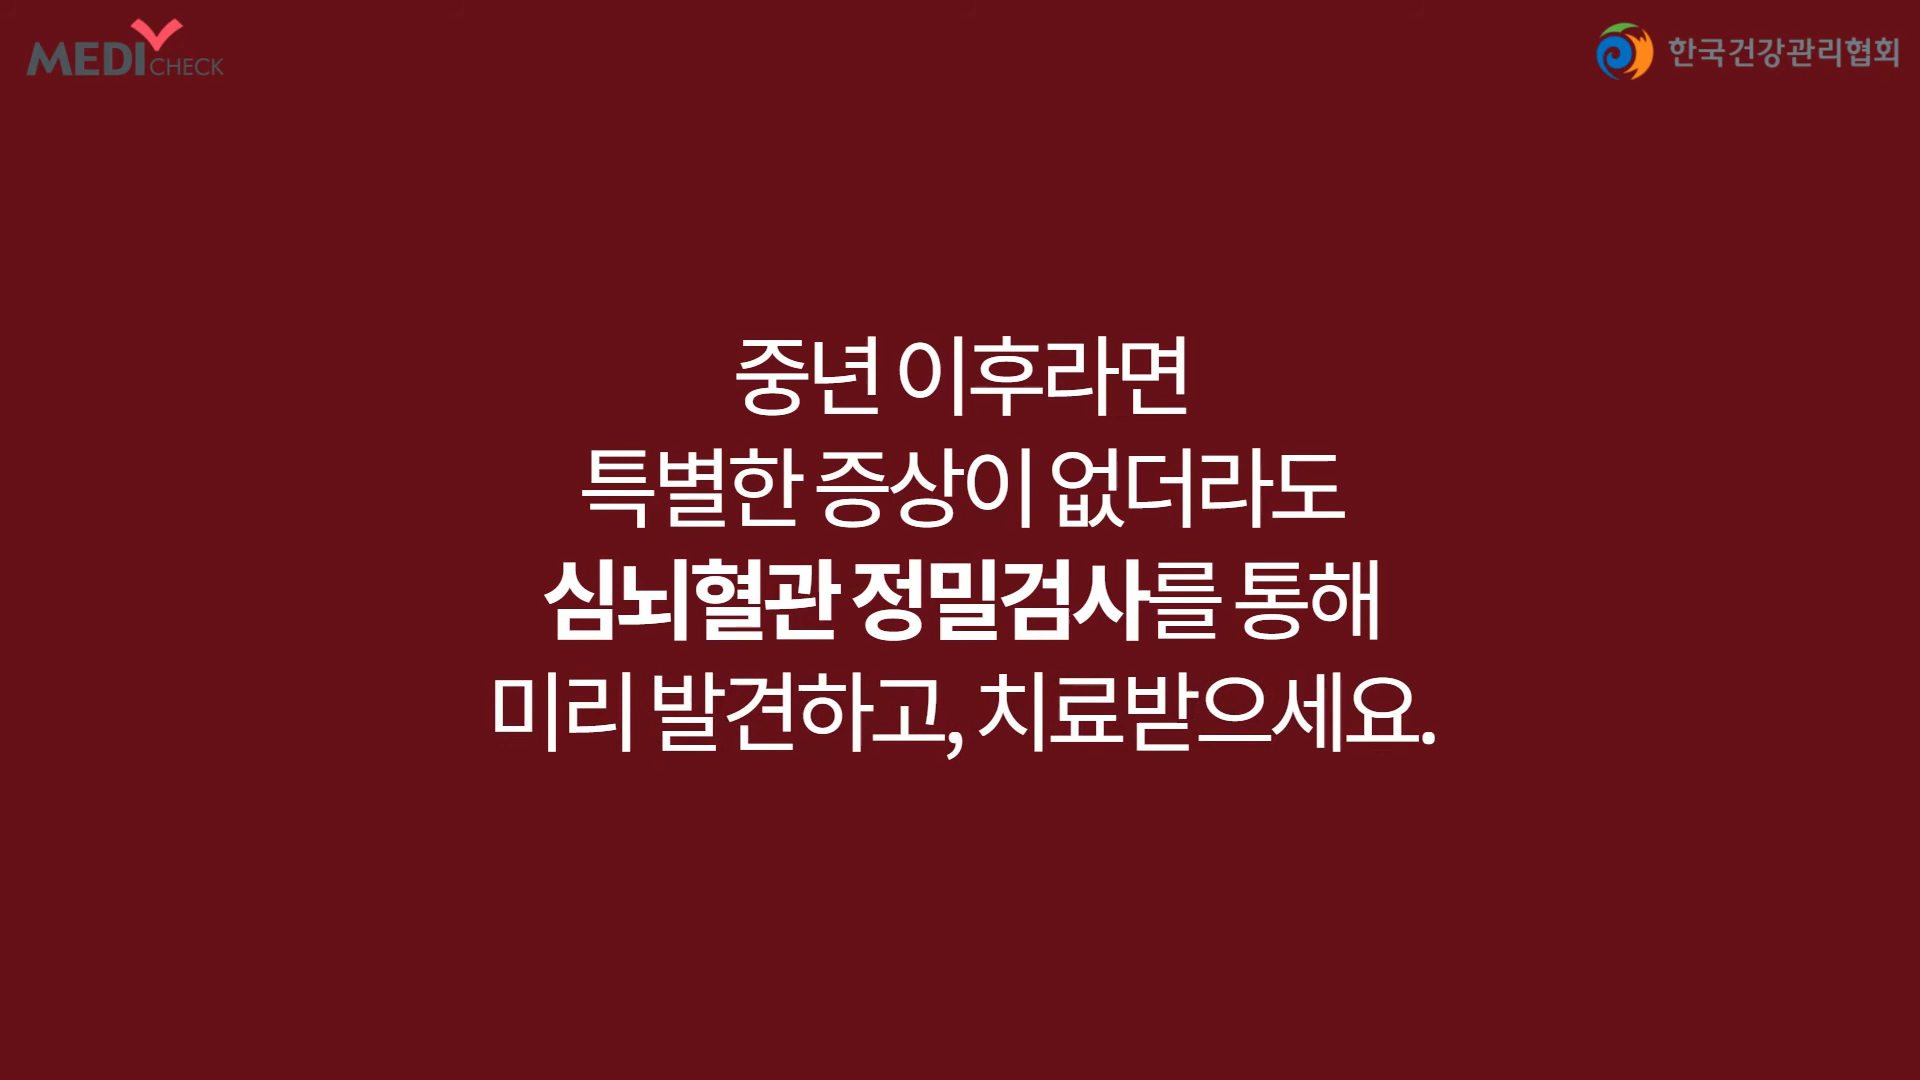 MEDI CHECK
한국건강관리협회
중년 이후라면
특별한 증상이 없더라도
심뇌혈관 정밀검사를 통해
미리 발견하고, 치료받으세요.